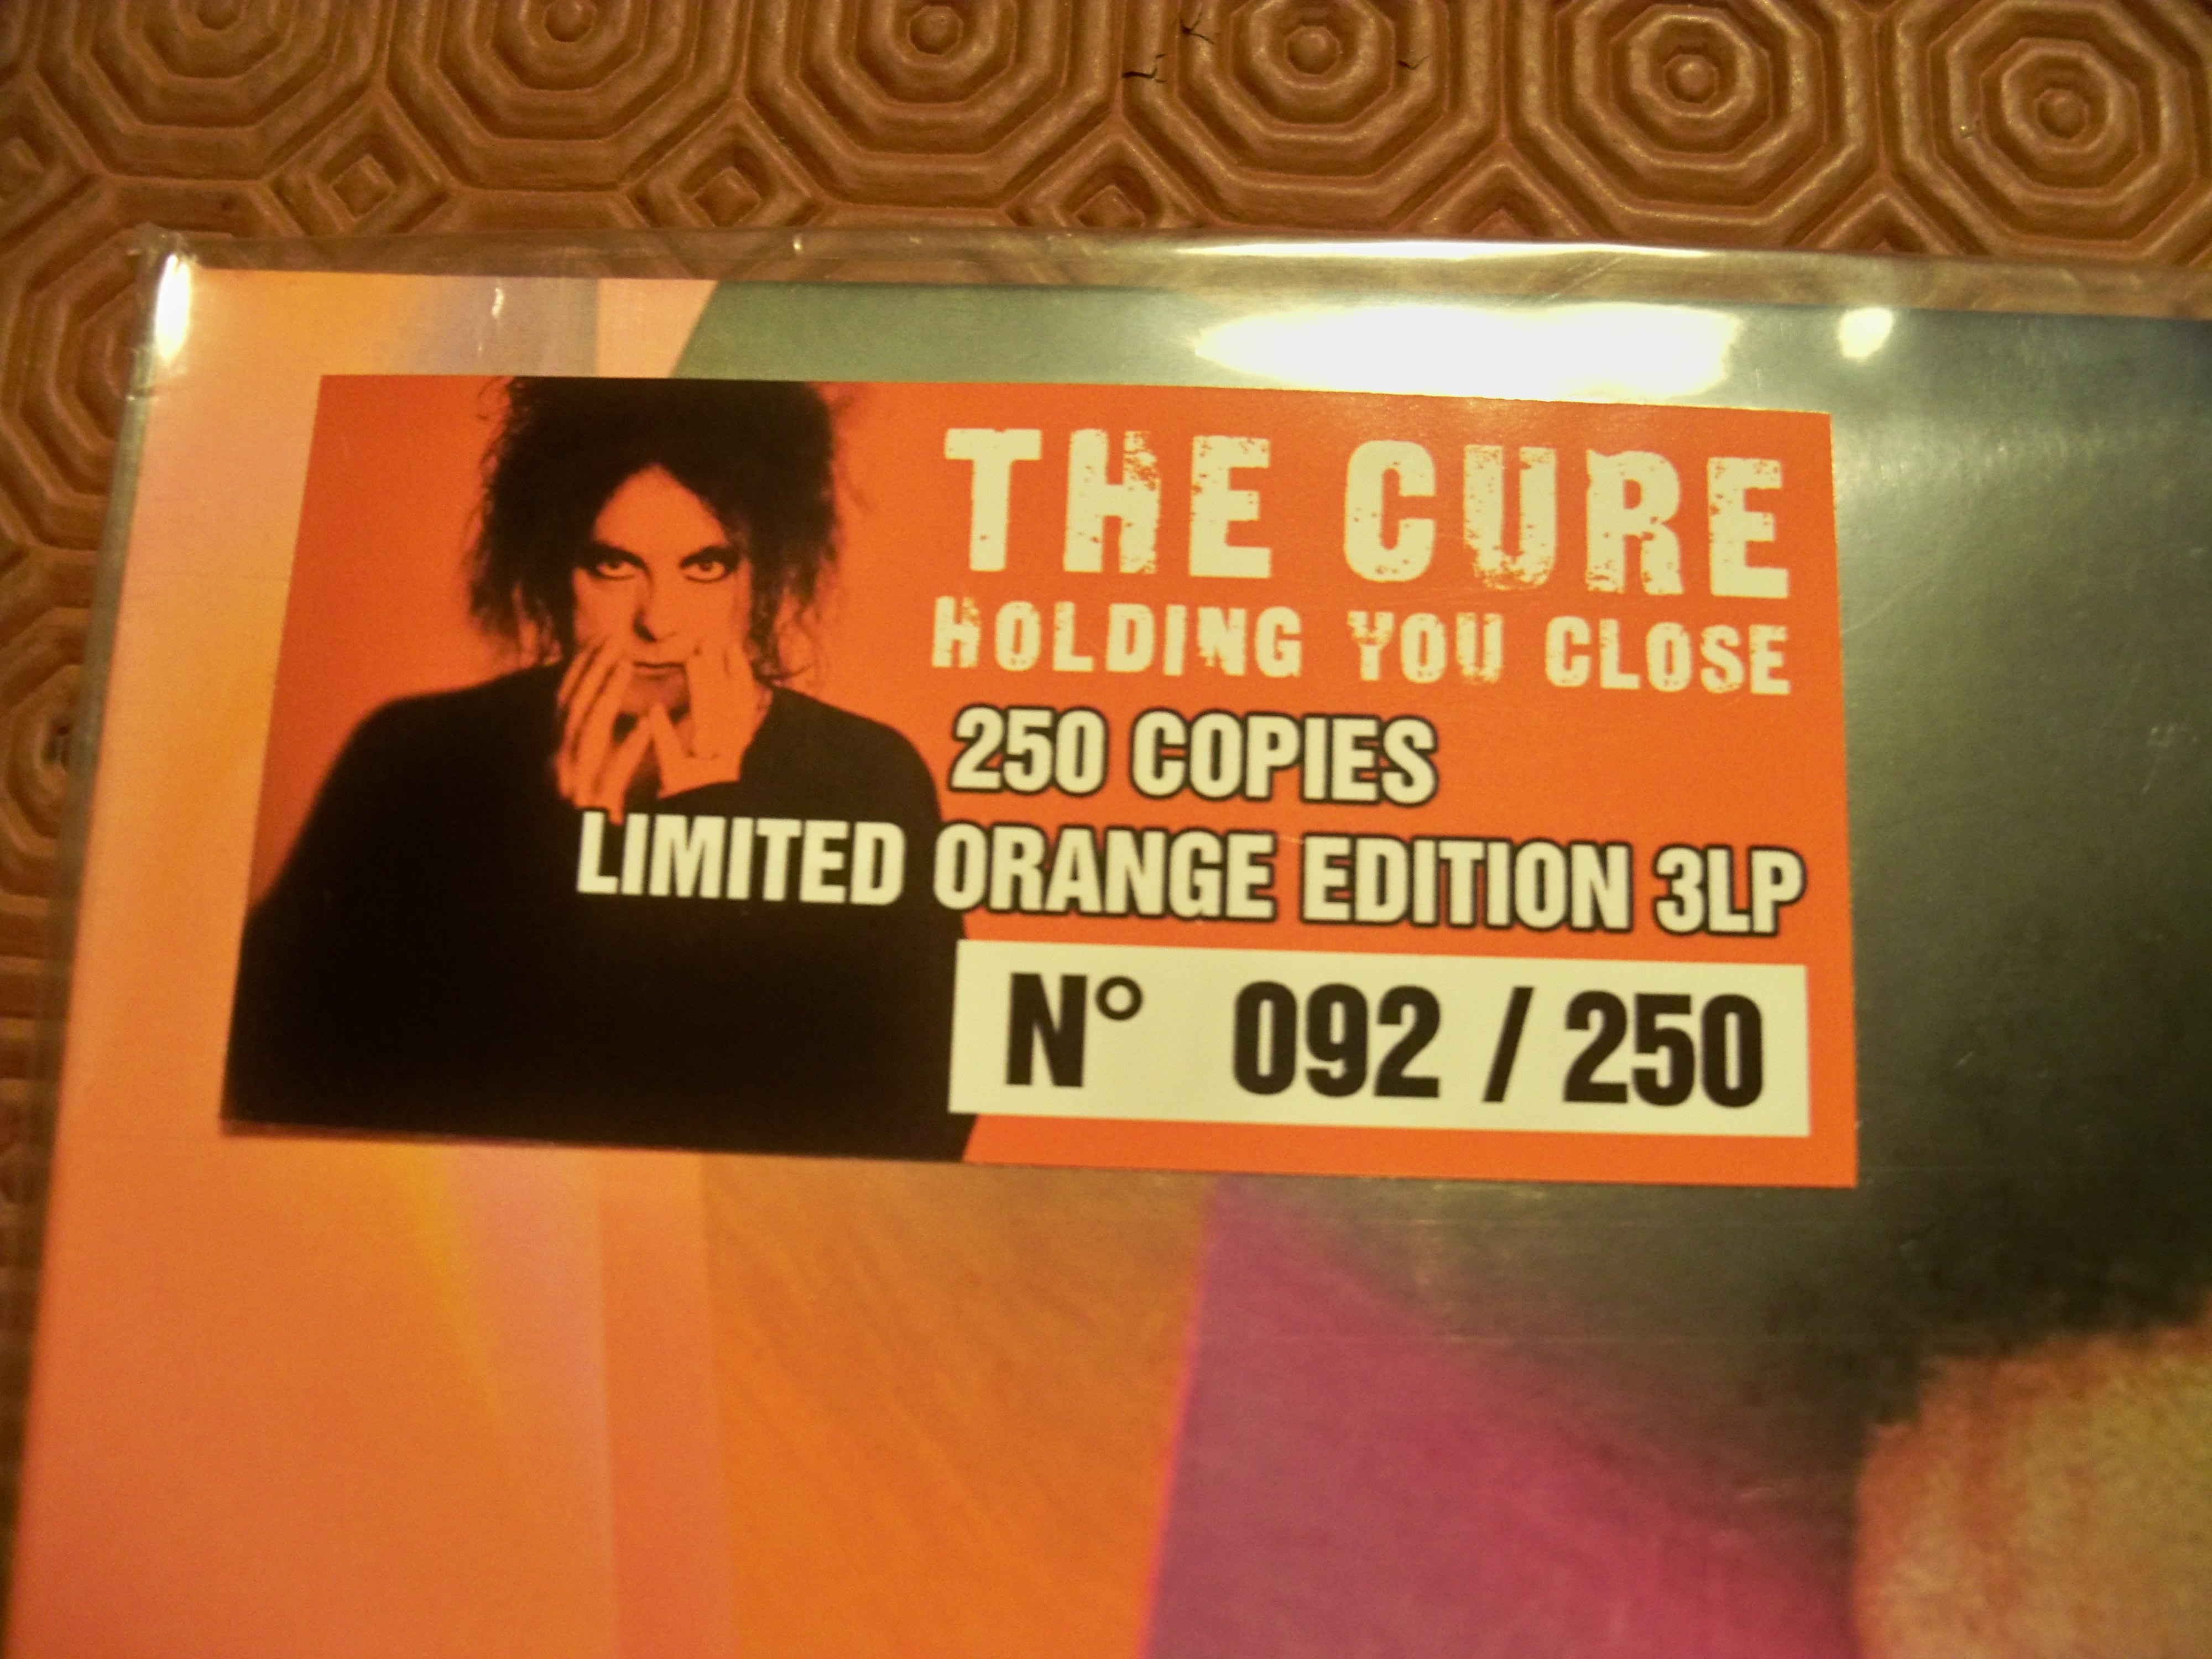 THE CURE
HOLDING YOU CLOSE
250 COPIES
LIMITED ORANGE EDITION 3LP
N° 092 / 250